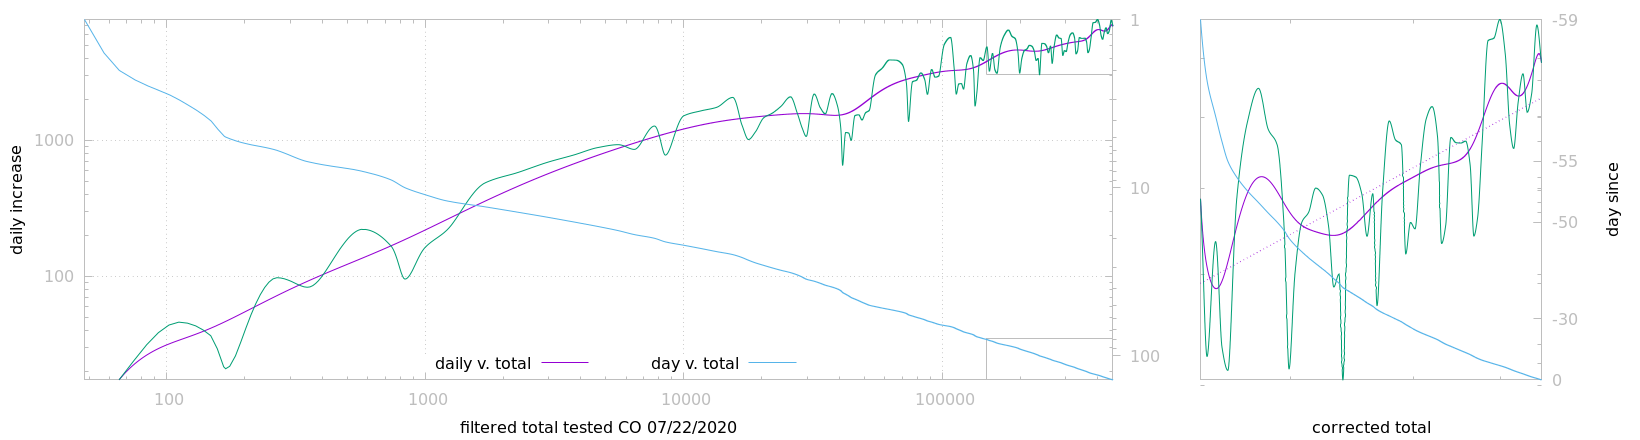 1
-59
1000
10
-55
-50
daily increase
day since
100
-30
daily v. total
day v. total
100
0
100
1000
10000
100000
filtered total tested CO 07/22/2020
corrected total